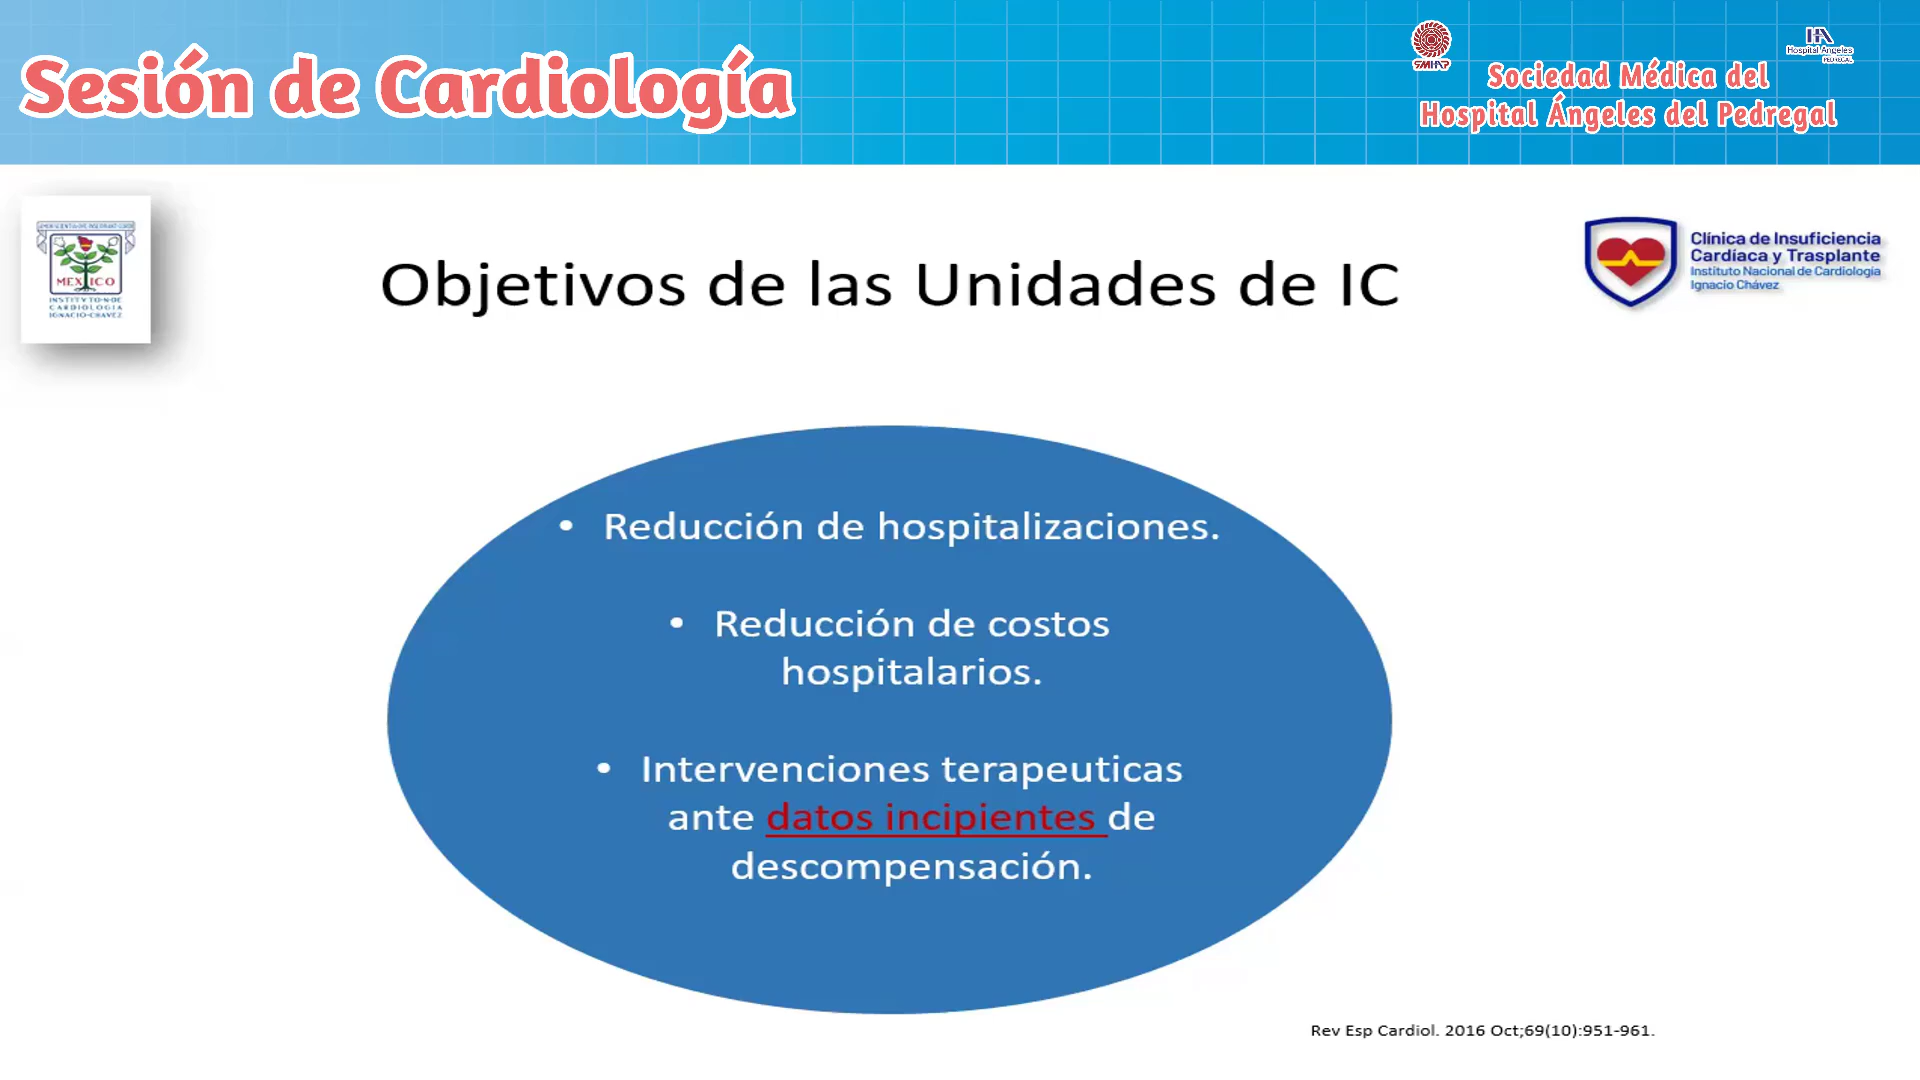 Sesión de Cardiología
SMHAP
Hospital Angeles
PEDREGAL
Sociedad Médica del
Hospital Ángeles del Pedregal
MEXICO
INSTITVTO·N·DE
CARDIOLOGIA
IGNACIO·CHAVEZ
Objetivos de las Unidades de IC
Clínica de Insuficiencia
Cardíaca y Trasplante
Instituto Nacional de Cardiología
Ignacio Chávez
• Reducción de hospitalizaciones.
• Reducción de costos
hospitalarios.
• Intervenciones terapeuticas
ante datos incipientes de
descompensación.
Rev Esp Cardiol. 2016 Oct;69(10):951-961.